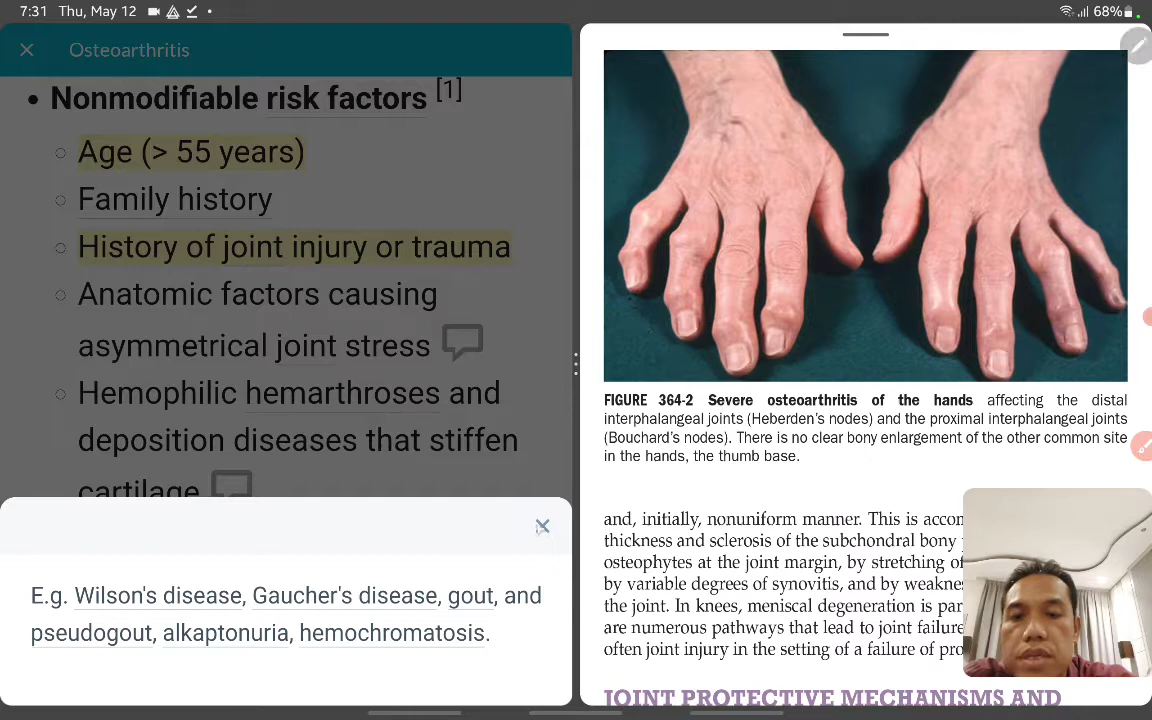 7:31 Thu, May 12
68%
Osteoarthritis
• Nonmodifiable risk factors [1]
Age (> 55 years)
Family history
History of joint injury or trauma
Anatomic factors causing
asymmetrical joint stress
Hemophilic hemarthroses and
deposition diseases that stiffen
cartilage
E.g. Wilson's disease, Gaucher's disease, gout, and
pseudogout, alkaptonuria, hemochromatosis.
FIGURE 364-2 Severe osteoarthritis of the hands affecting the distal
interphalangeal joints (Heberden's nodes) and the proximal interphalangeal joints
(Bouchard's nodes). There is no clear bony enlargement of the other common site
in the hands, the thumb base.
and, initially, nonuniform manner. This is accom
thickness and sclerosis of the subchondral bony
osteophytes at the joint margin, by stretching of
by variable degrees of synovitis, and by weaknes
the joint. In knees, meniscal degeneration is par
are numerous pathways that lead to joint failure
often joint injury in the setting of a failure of pro
JOINT PROTECTIVE MECHANISMS AND